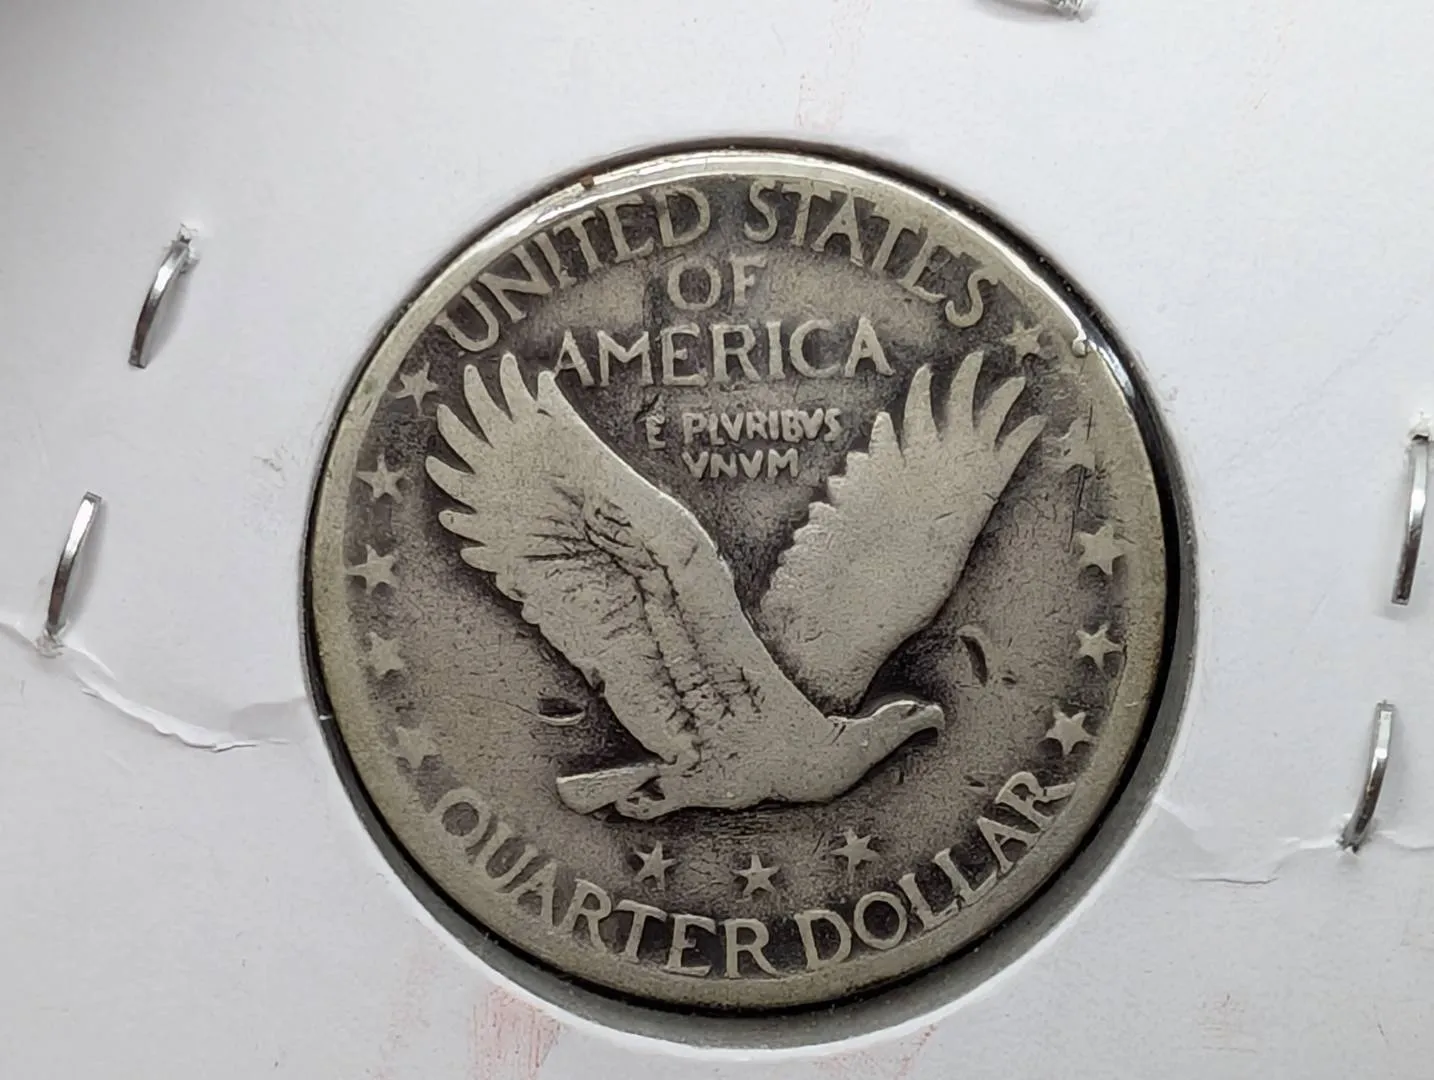 UNITED STATES
OF
AMERICA
E PLVRIBVS
VNVM
QUARTER DOLLAR